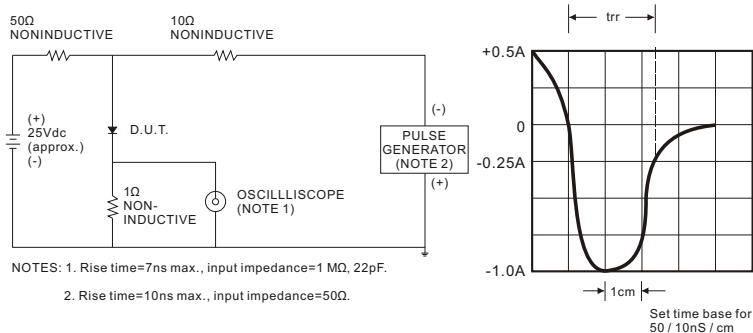 50Ω
NONINDUCTIVE
10Ω
NONINDUCTIVE
(+)
25Vdc
(approx.)
(-)
D.U.T.
1Ω
NON-
INDUCTIVE
OSCILLLISCOPE
(NOTE 1)
(-)
PULSE
GENERATOR
(NOTE 2)
(+)
NOTES: 1. Rise time=7ns max., input impedance=1 MΩ, 22pF.
2. Rise time=10ns max., input impedance=50Ω.
trr
+0.5A
0
-0.25A
-1.0A
1cm
Set time base for
50 / 10nS / cm